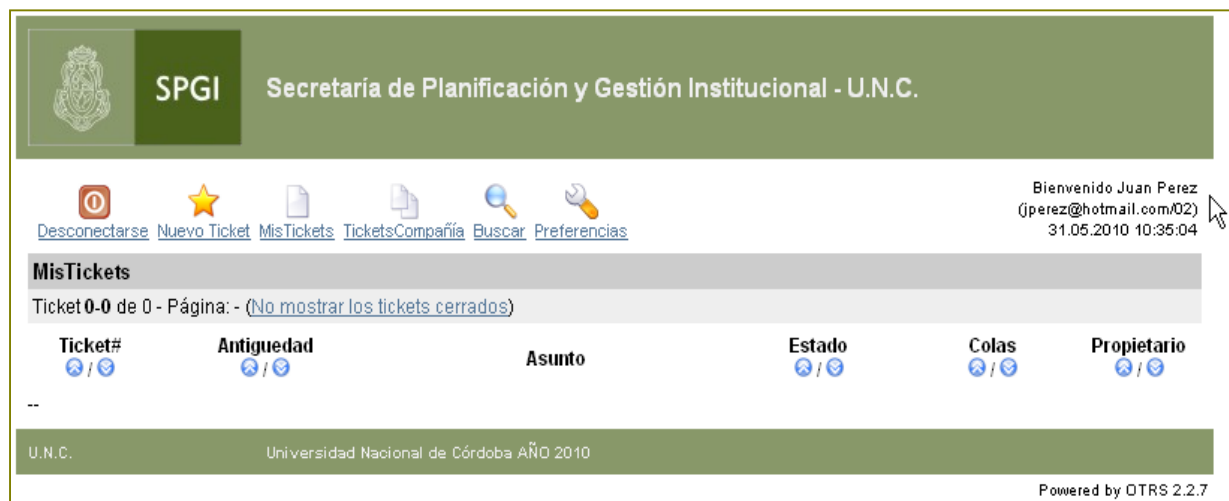 SPGI
Secretaría de Planificación y Gestión Institucional - U.N.C.
Bienvenido Juan Perez
(jperez@hotmail.com/02)
31.05.2010 10:35:04
Desconectarse Nuevo Ticket MisTickets TicketsCompañía Buscar Preferencias
MisTickets
Ticket 0-0 de 0 - Página: - (No mostrar los tickets cerrados)
Ticket# Antiguedad Asunto Estado Colas Propietario
/ / / / /
--
U.N.C. Universidad Nacional de Córdoba AÑO 2010
Powered by OTRS 2.2.7